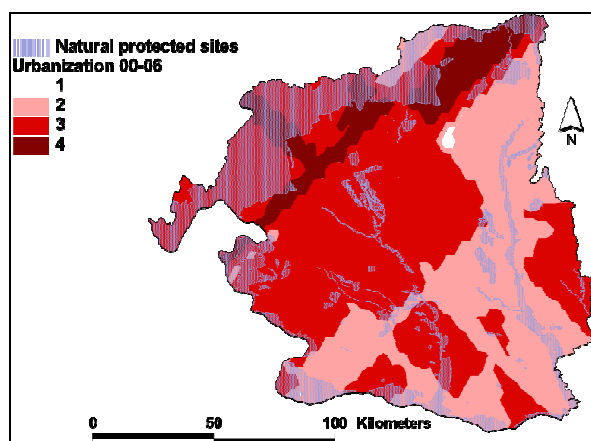 Natural protected sites
Urbanization 00-06
1
2
3
4
N
0 50 100 Kilometers